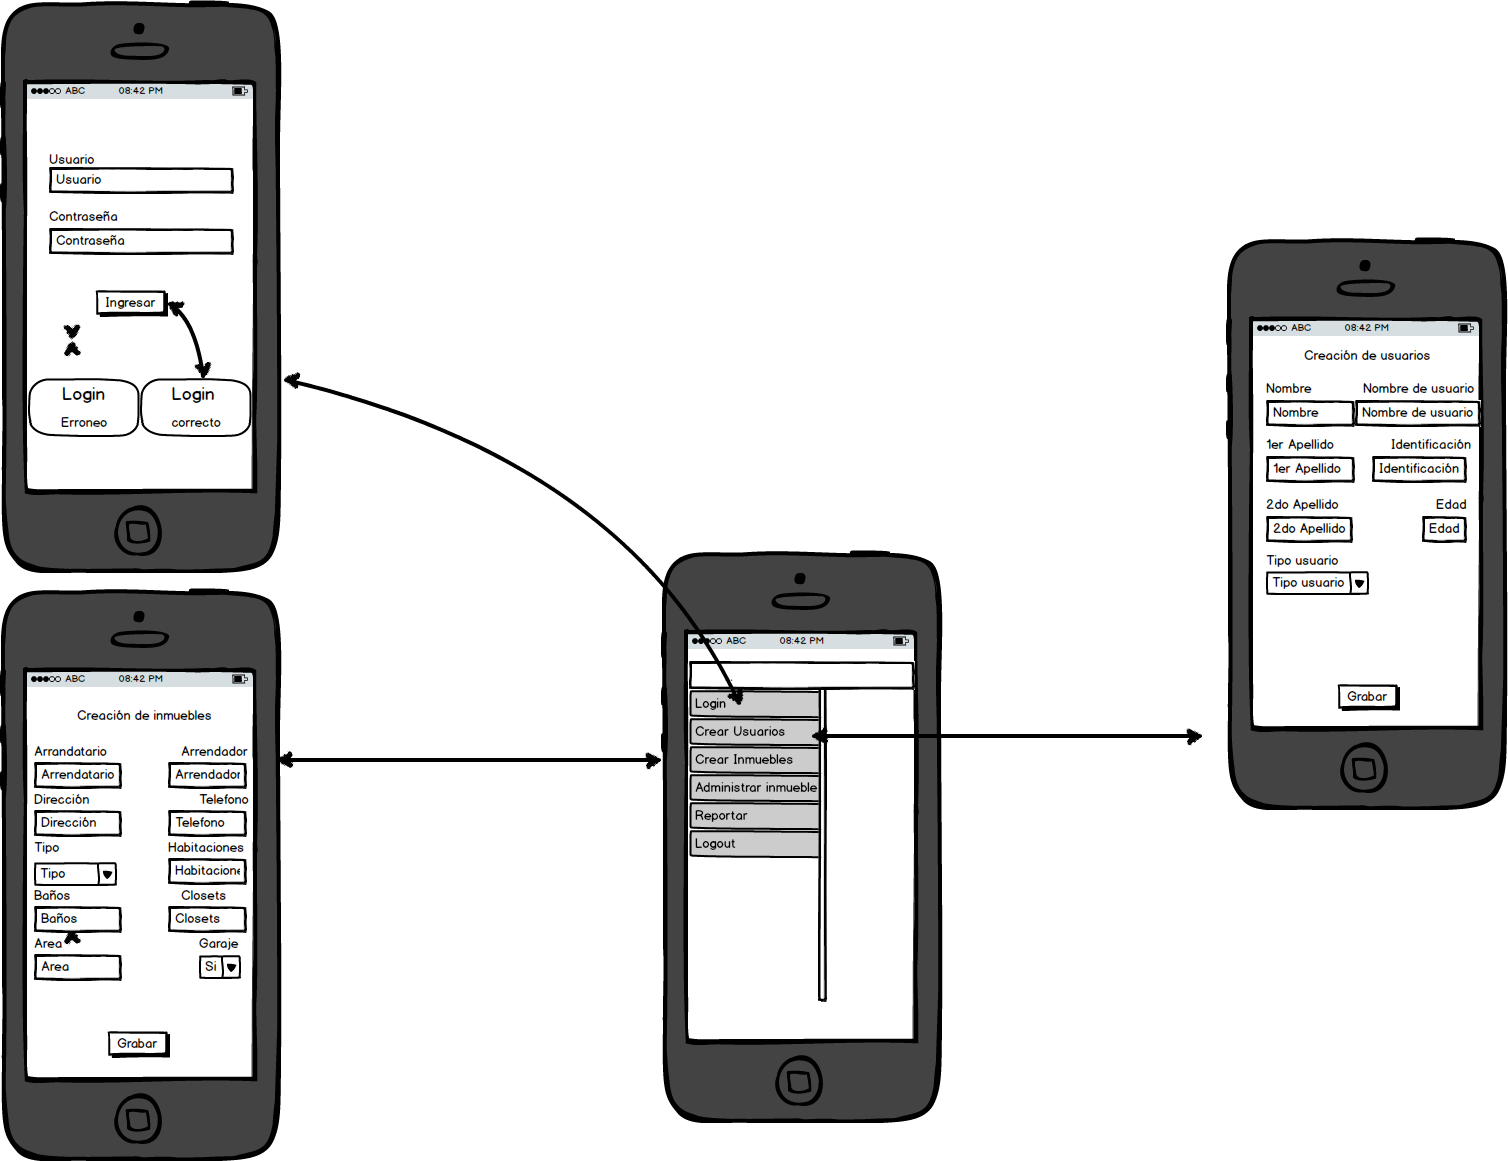 ABC 08:42 PM
Usuario
Usuario
Contraseña
Contraseña
Ingresar
Login
Erroneo
Login
correcto
ABC 08:42 PM
Creación de inmuebles
Arrandatario Arrendador
Arrendatario Arrendador
Dirección Telefono
Dirección Telefono
Tipo Habitaciones
Tipo Habitacione
Baños Closets
Baños Closets
Area Garaje
Area Si
Grabar
ABC 08:42 PM
Login
Crear Usuarios
Crear Inmuebles
Administrar inmueble
Reportar
Logout
ABC 08:42 PM
Creación de usuarios
Nombre Nombre de usuario
Nombre Nombre de usuario
1er Apellido Identificación
1er Apellido Identificación
2do Apellido Edad
2do Apellido Edad
Tipo usuario
Tipo usuario
Grabar